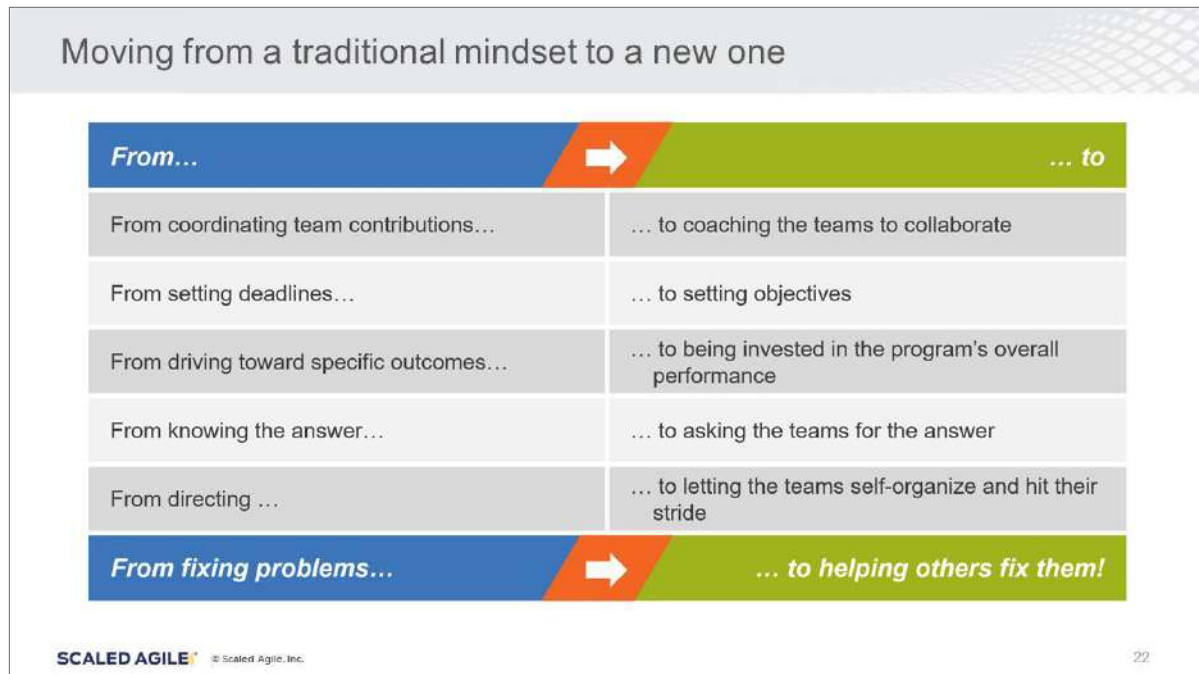 Moving from a traditional mindset to a new one
From… … to
From coordinating team contributions… … to coaching the teams to collaborate
From setting deadlines… … to setting objectives
From driving toward specific outcomes… … to being invested in the program’s overall
performance
From knowing the answer… … to asking the teams for the answer
From directing … … to letting the teams self-organize and hit their
stride
From fixing problems… … to helping others fix them!
SCALED AGILE © Scaled Agile, Inc. 22